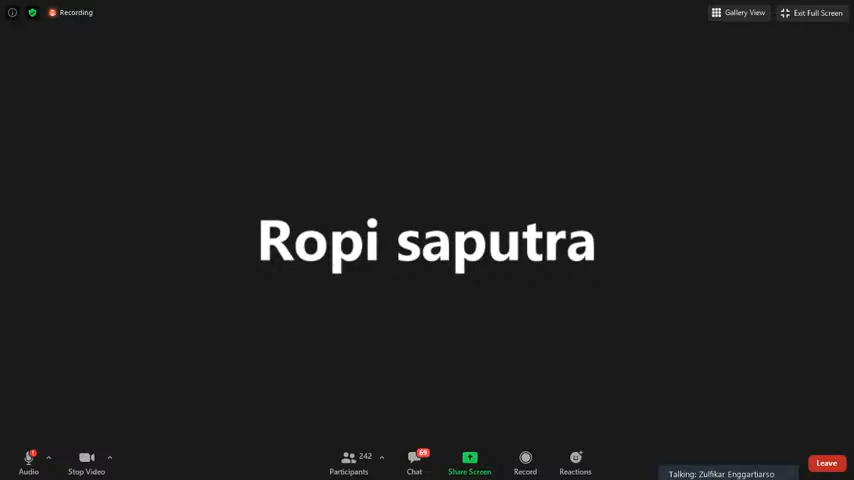 Recording
Gallery View
Exit Full Screen
Ropi saputra
Audio
Stop Video
242
Participants
69
Chat
Share Screen
Record
Reactions
Talking: Zulfikar Enggartiarso
Leave